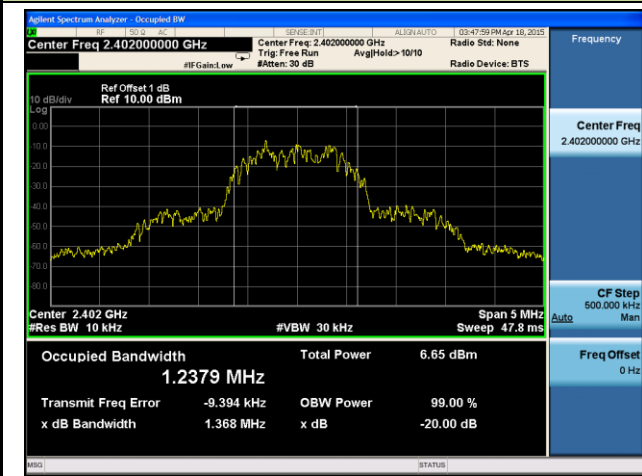 Agilent Spectrum Analyzer - Occupied BW
RF 50 Ω AC SENSE:INT ALIGN AUTO 03:47:59 PM Apr 18, 2015
Center Freq 2.402000000 GHz Center Freq: 2.402000000 GHz Radio Std: None
Trig: Free Run Avg|Hold:>10/10
#IFGain:Low #Atten: 30 dB Radio Device: BTS
Frequency
Ref Offset 1 dB
10 dB/div Ref 10.00 dBm
Log
0.00
-10.0
-20.0
-30.0
-40.0
-50.0
-60.0
-70.0
-80.0
Center 2.402 GHz Span 5 MHz
#Res BW 10 kHz #VBW 30 kHz Sweep 47.8 ms
Occupied Bandwidth Total Power 6.65 dBm
1.2379 MHz
Transmit Freq Error -9.394 kHz OBW Power 99.00 %
x dB Bandwidth 1.368 MHz x dB -20.00 dB
Center Freq
2.402000000 GHz
CF Step
500.000 kHz
Auto Man
Freq Offset
0 Hz
MSG STATUS